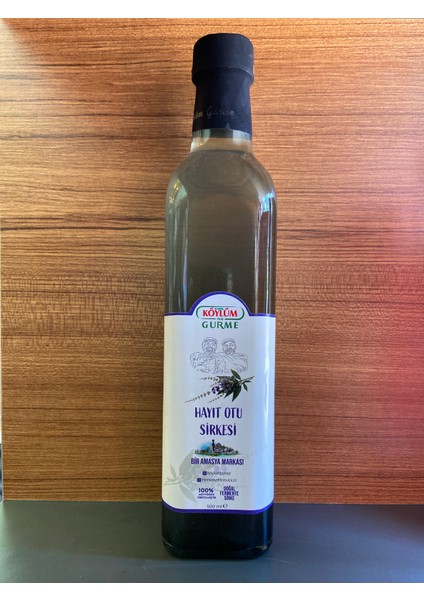 KÖYLÜM
GURME
HAYIT OTU
SİRKESİ
BİR AMASYA MARKASI
100%
DOĞAL
FERMENTE
SİRKE
500 ml e